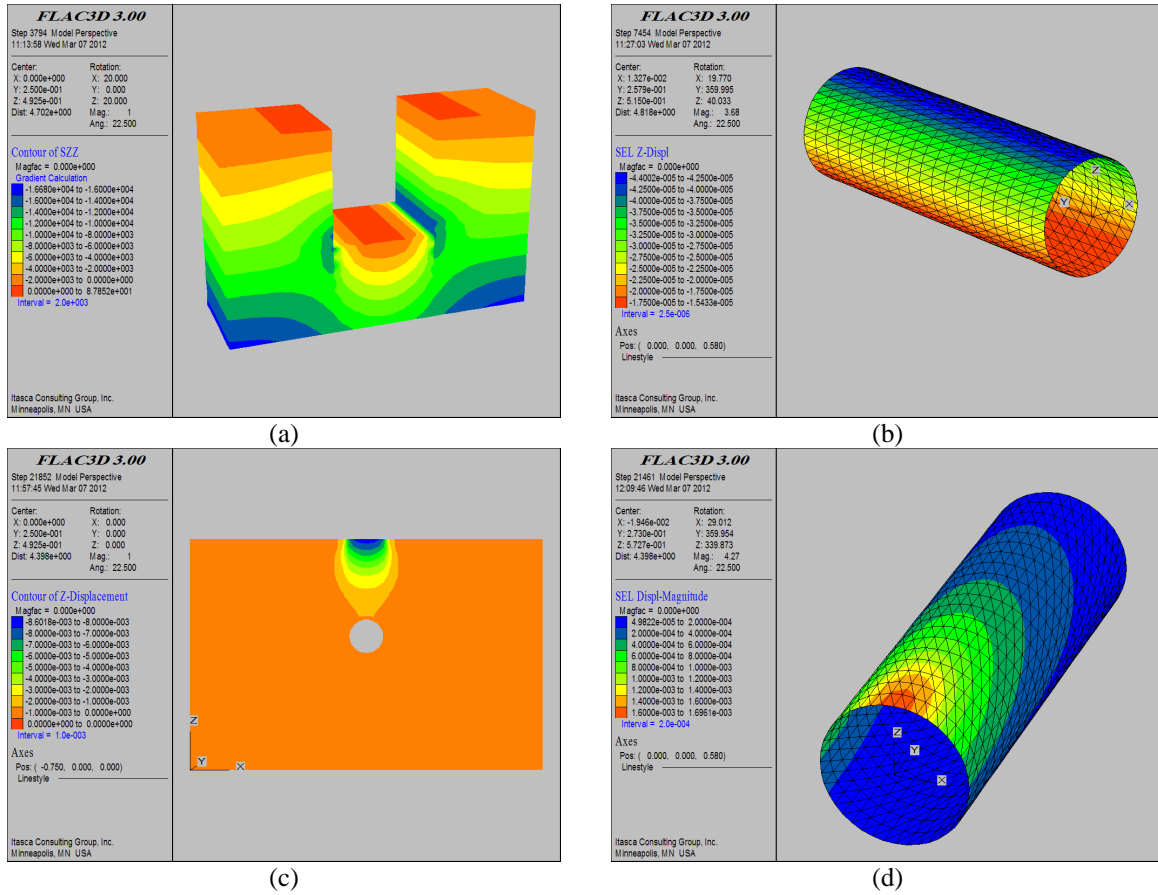 FLAC3D 3.00
Step 3794 Model Perspective
11:13:58 Wed Mar 07 2012
Center: Rotation:
X: 0.000e+000 X: 20.000
Y: 2.500e-001 Y: 0.000
Z: 4.925e-001 Z: 20.000
Dist: 4.702e+000 Mag.: 1
Ang.: 22.500
Contour of SZZ
Magfac = 0.000e+000
Gradient Calculation
-1.6680e+004 to -1.6000e+004
-1.6000e+004 to -1.4000e+004
-1.4000e+004 to -1.2000e+004
-1.2000e+004 to -1.0000e+004
-1.0000e+004 to -8.0000e+003
-8.0000e+003 to -6.0000e+003
-6.0000e+003 to -4.0000e+003
-4.0000e+003 to -2.0000e+003
-2.0000e+003 to 0.0000e+000
0.0000e+000 to 8.7852e+001
Interval = 2.0e+003
Itasca Consulting Group, Inc.
Minneapolis, MN USA
(a)
FLAC3D 3.00
Step 7454 Model Perspective
11:27:03 Wed Mar 07 2012
Center: Rotation:
X: 1.327e-002 X: 19.770
Y: 2.579e-001 Y: 359.995
Z: 5.150e-001 Z: 40.033
Dist: 4.818e+000 Mag.: 3.68
Ang.: 22.500
SEL Z-Displ
Magfac = 0.000e+000
-4.4002e-005 to -4.2500e-005
-4.2500e-005 to -4.0000e-005
-4.0000e-005 to -3.7500e-005
-3.7500e-005 to -3.5000e-005
-3.5000e-005 to -3.2500e-005
-3.2500e-005 to -3.0000e-005
-3.0000e-005 to -2.7500e-005
-2.7500e-005 to -2.5000e-005
-2.5000e-005 to -2.2500e-005
-2.2500e-005 to -2.0000e-005
-2.0000e-005 to -1.7500e-005
-1.7500e-005 to -1.5433e-005
Interval = 2.5e-006
Axes
Pos: ( 0.000, 0.000, 0.580)
Linestyle
Itasca Consulting Group, Inc.
Minneapolis, MN USA
Z
Y
X
(b)
FLAC3D 3.00
Step 21852 Model Perspective
11:57:45 Wed Mar 07 2012
Center: Rotation:
X: 0.000e+000 X: 0.000
Y: 2.500e-001 Y: 0.000
Z: 4.925e-001 Z: 0.000
Dist: 4.398e+000 Mag.: 1
Ang.: 22.500
Contour of Z-Displacement
Magfac = 0.000e+000
-8.6018e-003 to -8.0000e-003
-8.0000e-003 to -7.0000e-003
-7.0000e-003 to -6.0000e-003
-6.0000e-003 to -5.0000e-003
-5.0000e-003 to -4.0000e-003
-4.0000e-003 to -3.0000e-003
-3.0000e-003 to -2.0000e-003
-2.0000e-003 to -1.0000e-003
-1.0000e-003 to 0.0000e+000
0.0000e+000 to 0.0000e+000
Interval = 1.0e-003
Axes
Pos: ( -0.750, 0.000, 0.000)
Linestyle
Itasca Consulting Group, Inc.
Minneapolis, MN USA
Z
Y
X
(c)
FLAC3D 3.00
Step 21461 Model Perspective
12:09:46 Wed Mar 07 2012
Center: Rotation:
X: -1.946e-002 X: 29.012
Y: 2.730e-001 Y: 359.954
Z: 5.727e-001 Z: 339.873
Dist: 4.398e+000 Mag.: 4.27
Ang.: 22.500
SEL Displ-Magnitude
Magfac = 0.000e+000
4.9822e-005 to 2.0000e-004
2.0000e-004 to 4.0000e-004
4.0000e-004 to 6.0000e-004
6.0000e-004 to 8.0000e-004
8.0000e-004 to 1.0000e-003
1.0000e-003 to 1.2000e-003
1.2000e-003 to 1.4000e-003
1.4000e-003 to 1.6000e-003
1.6000e-003 to 1.6961e-003
Interval = 2.0e-004
Axes
Pos: ( 0.000, 0.000, 0.580)
Linestyle
Itasca Consulting Group, Inc.
Minneapolis, MN USA
Z
Y
X
(d)